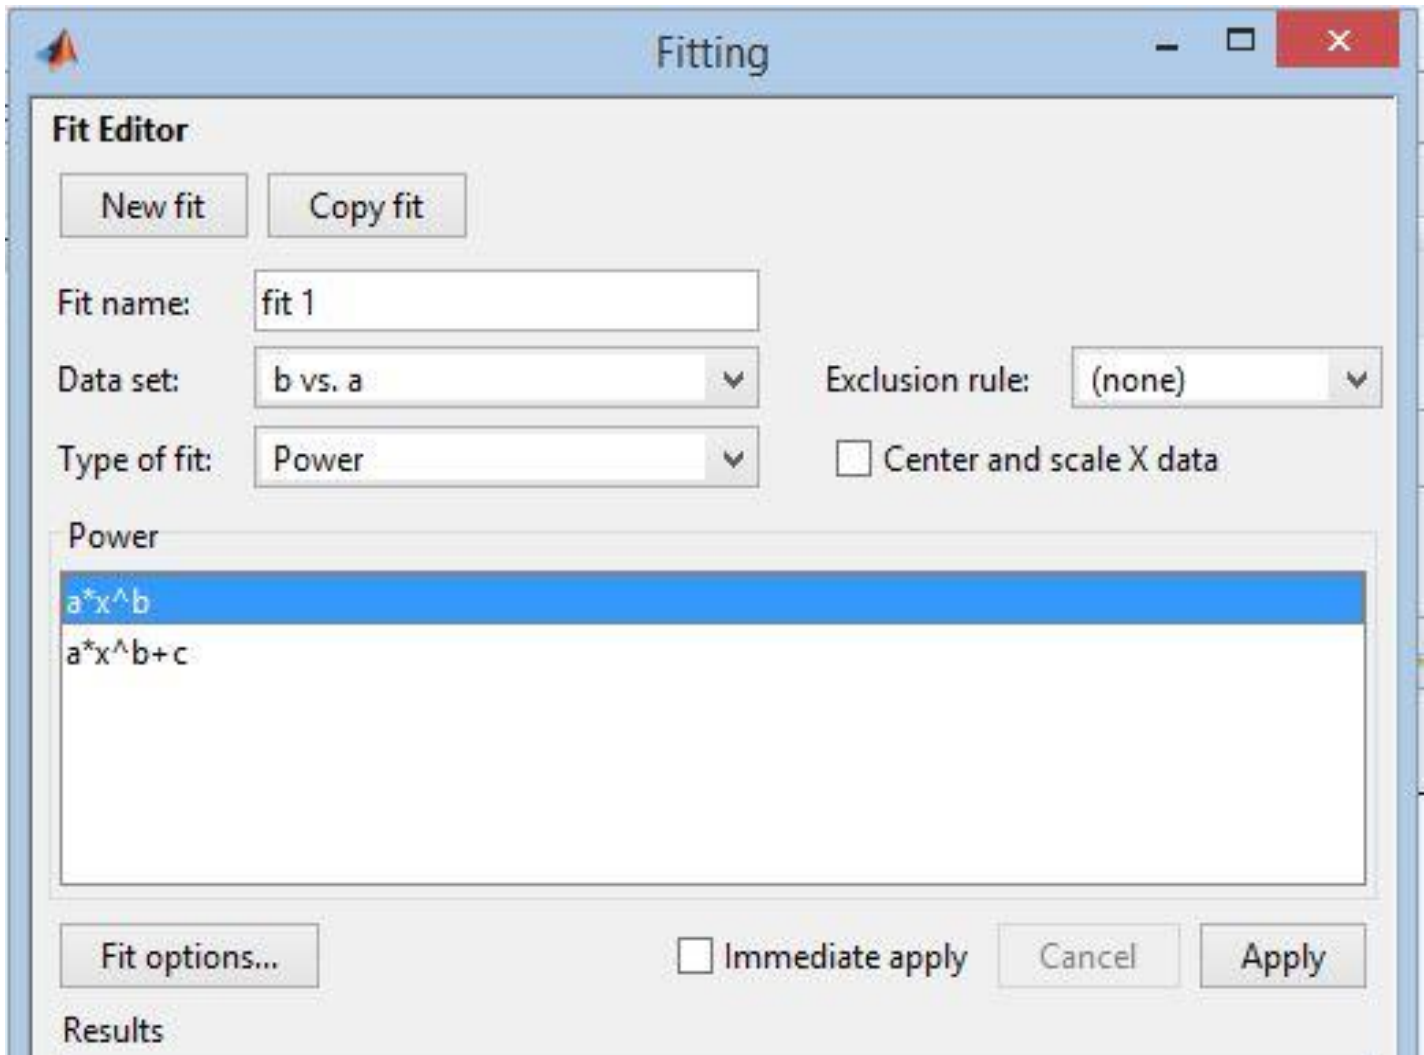 Fitting
Fit Editor
New fit Copy fit
Fit name: fit 1
Data set: b vs. a Exclusion rule: (none)
Type of fit: Power Center and scale X data
Power
a*x^b
a*x^b+c
Fit options... Immediate apply Cancel Apply
Results